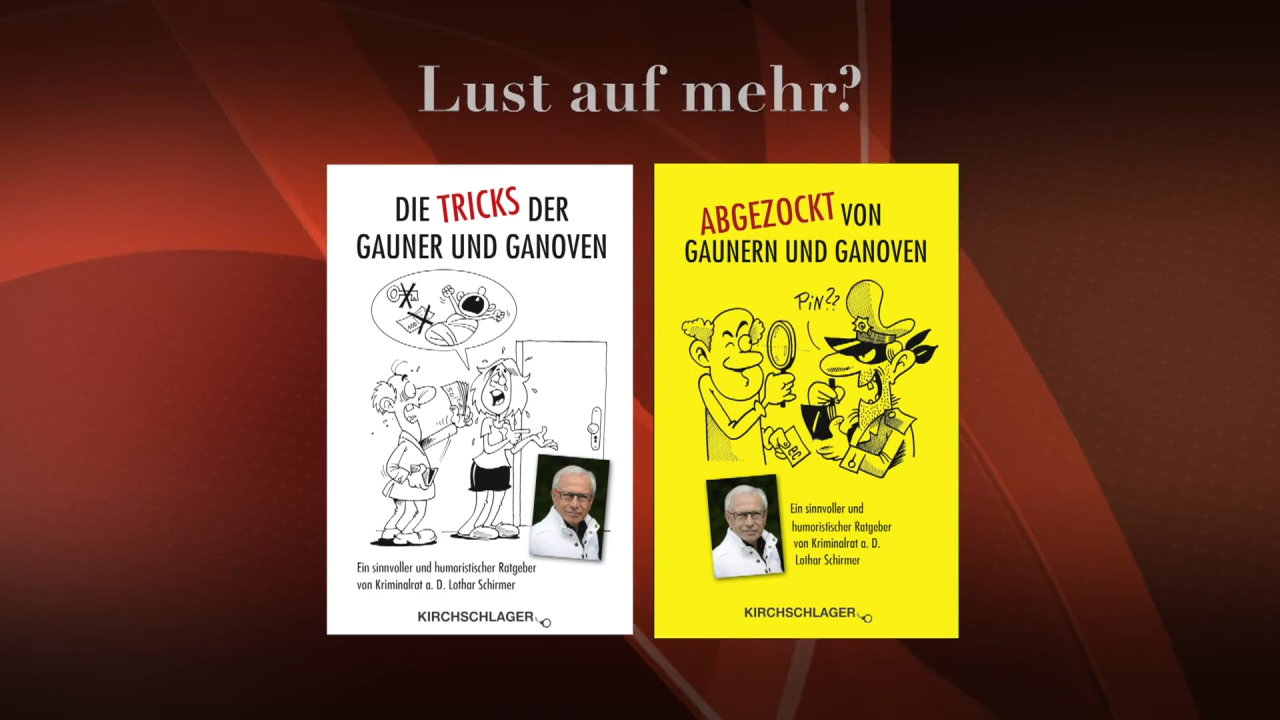 Lust auf mehr?
DIE TRICKS DER
GAUNER UND GANOVEN
100
Ein sinnvoller und humoristischer Ratgeber
von Kriminalrat a. D. Lothar Schirmer
KIRCHSCHLAGER
ABGEZOCKT VON
GAUNERN UND GANOVEN
PiN??
Ein sinnvoller und
humoristischer Ratgeber
von Kriminalrat a. D.
Lothar Schirmer
KIRCHSCHLAGER